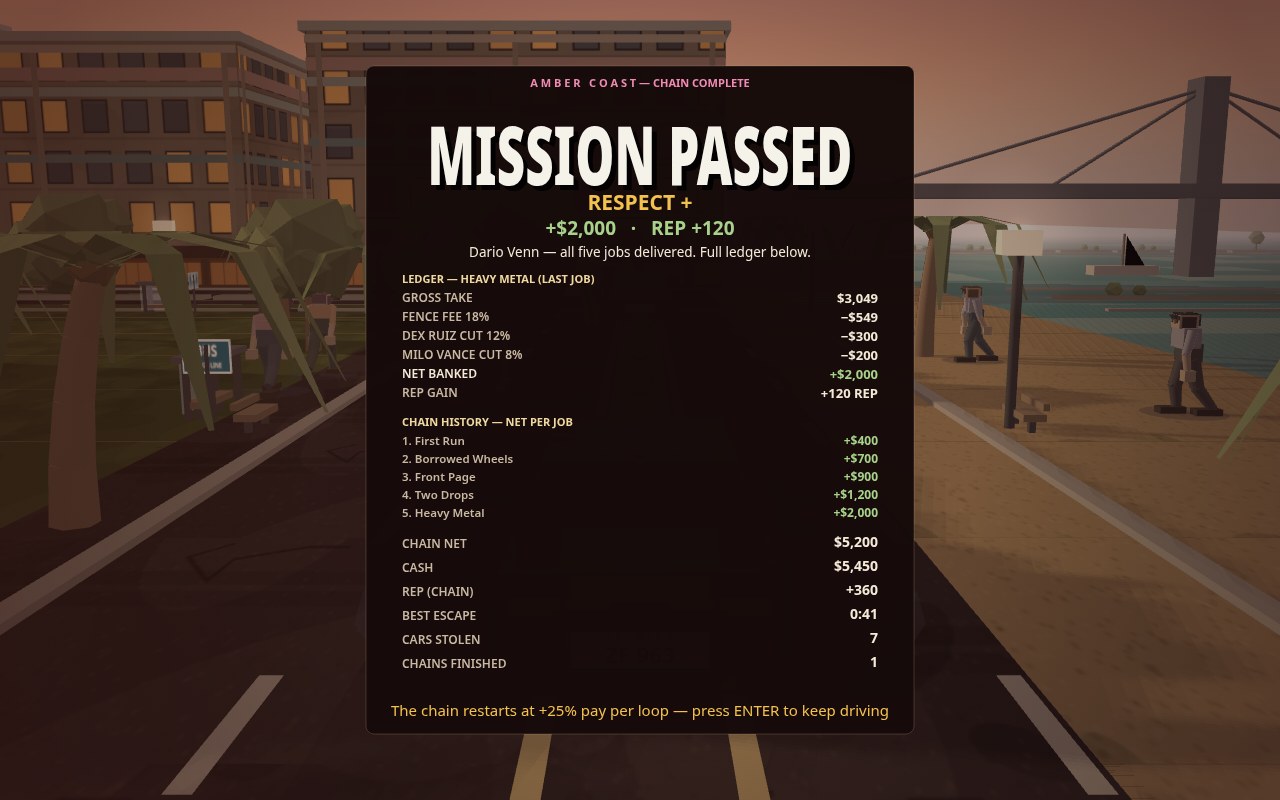 AMBER COAST — CHAIN COMPLETE
MISSION PASSED
RESPECT +
+$2,000 · REP +120
Dario Venn — all five jobs delivered. Full ledger below.
LEDGER — HEAVY METAL (LAST JOB)
GROSS TAKE $3,049
FENCE FEE 18% −$549
DEX RUIZ CUT 12% −$300
MILO VANCE CUT 8% −$200
NET BANKED +$2,000
REP GAIN +120 REP
CHAIN HISTORY — NET PER JOB
1. First Run +$400
2. Borrowed Wheels +$700
3. Front Page +$900
4. Two Drops +$1,200
5. Heavy Metal +$2,000
CHAIN NET $5,200
CASH $5,450
REP (CHAIN) +360
BEST ESCAPE 0:41
CARS STOLEN 7
CHAINS FINISHED 1
The chain restarts at +25% pay per loop — press ENTER to keep driving